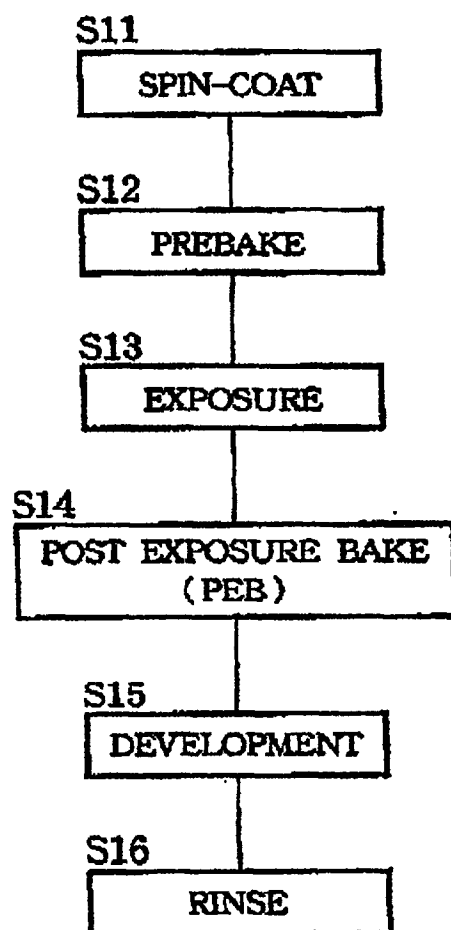 S11
SPIN-COAT
S12
PREBAKE
S13
EXPOSURE
S14
POST EXPOSURE BAKE
(PEB)
S15
DEVELOPMENT
S16
RINSE